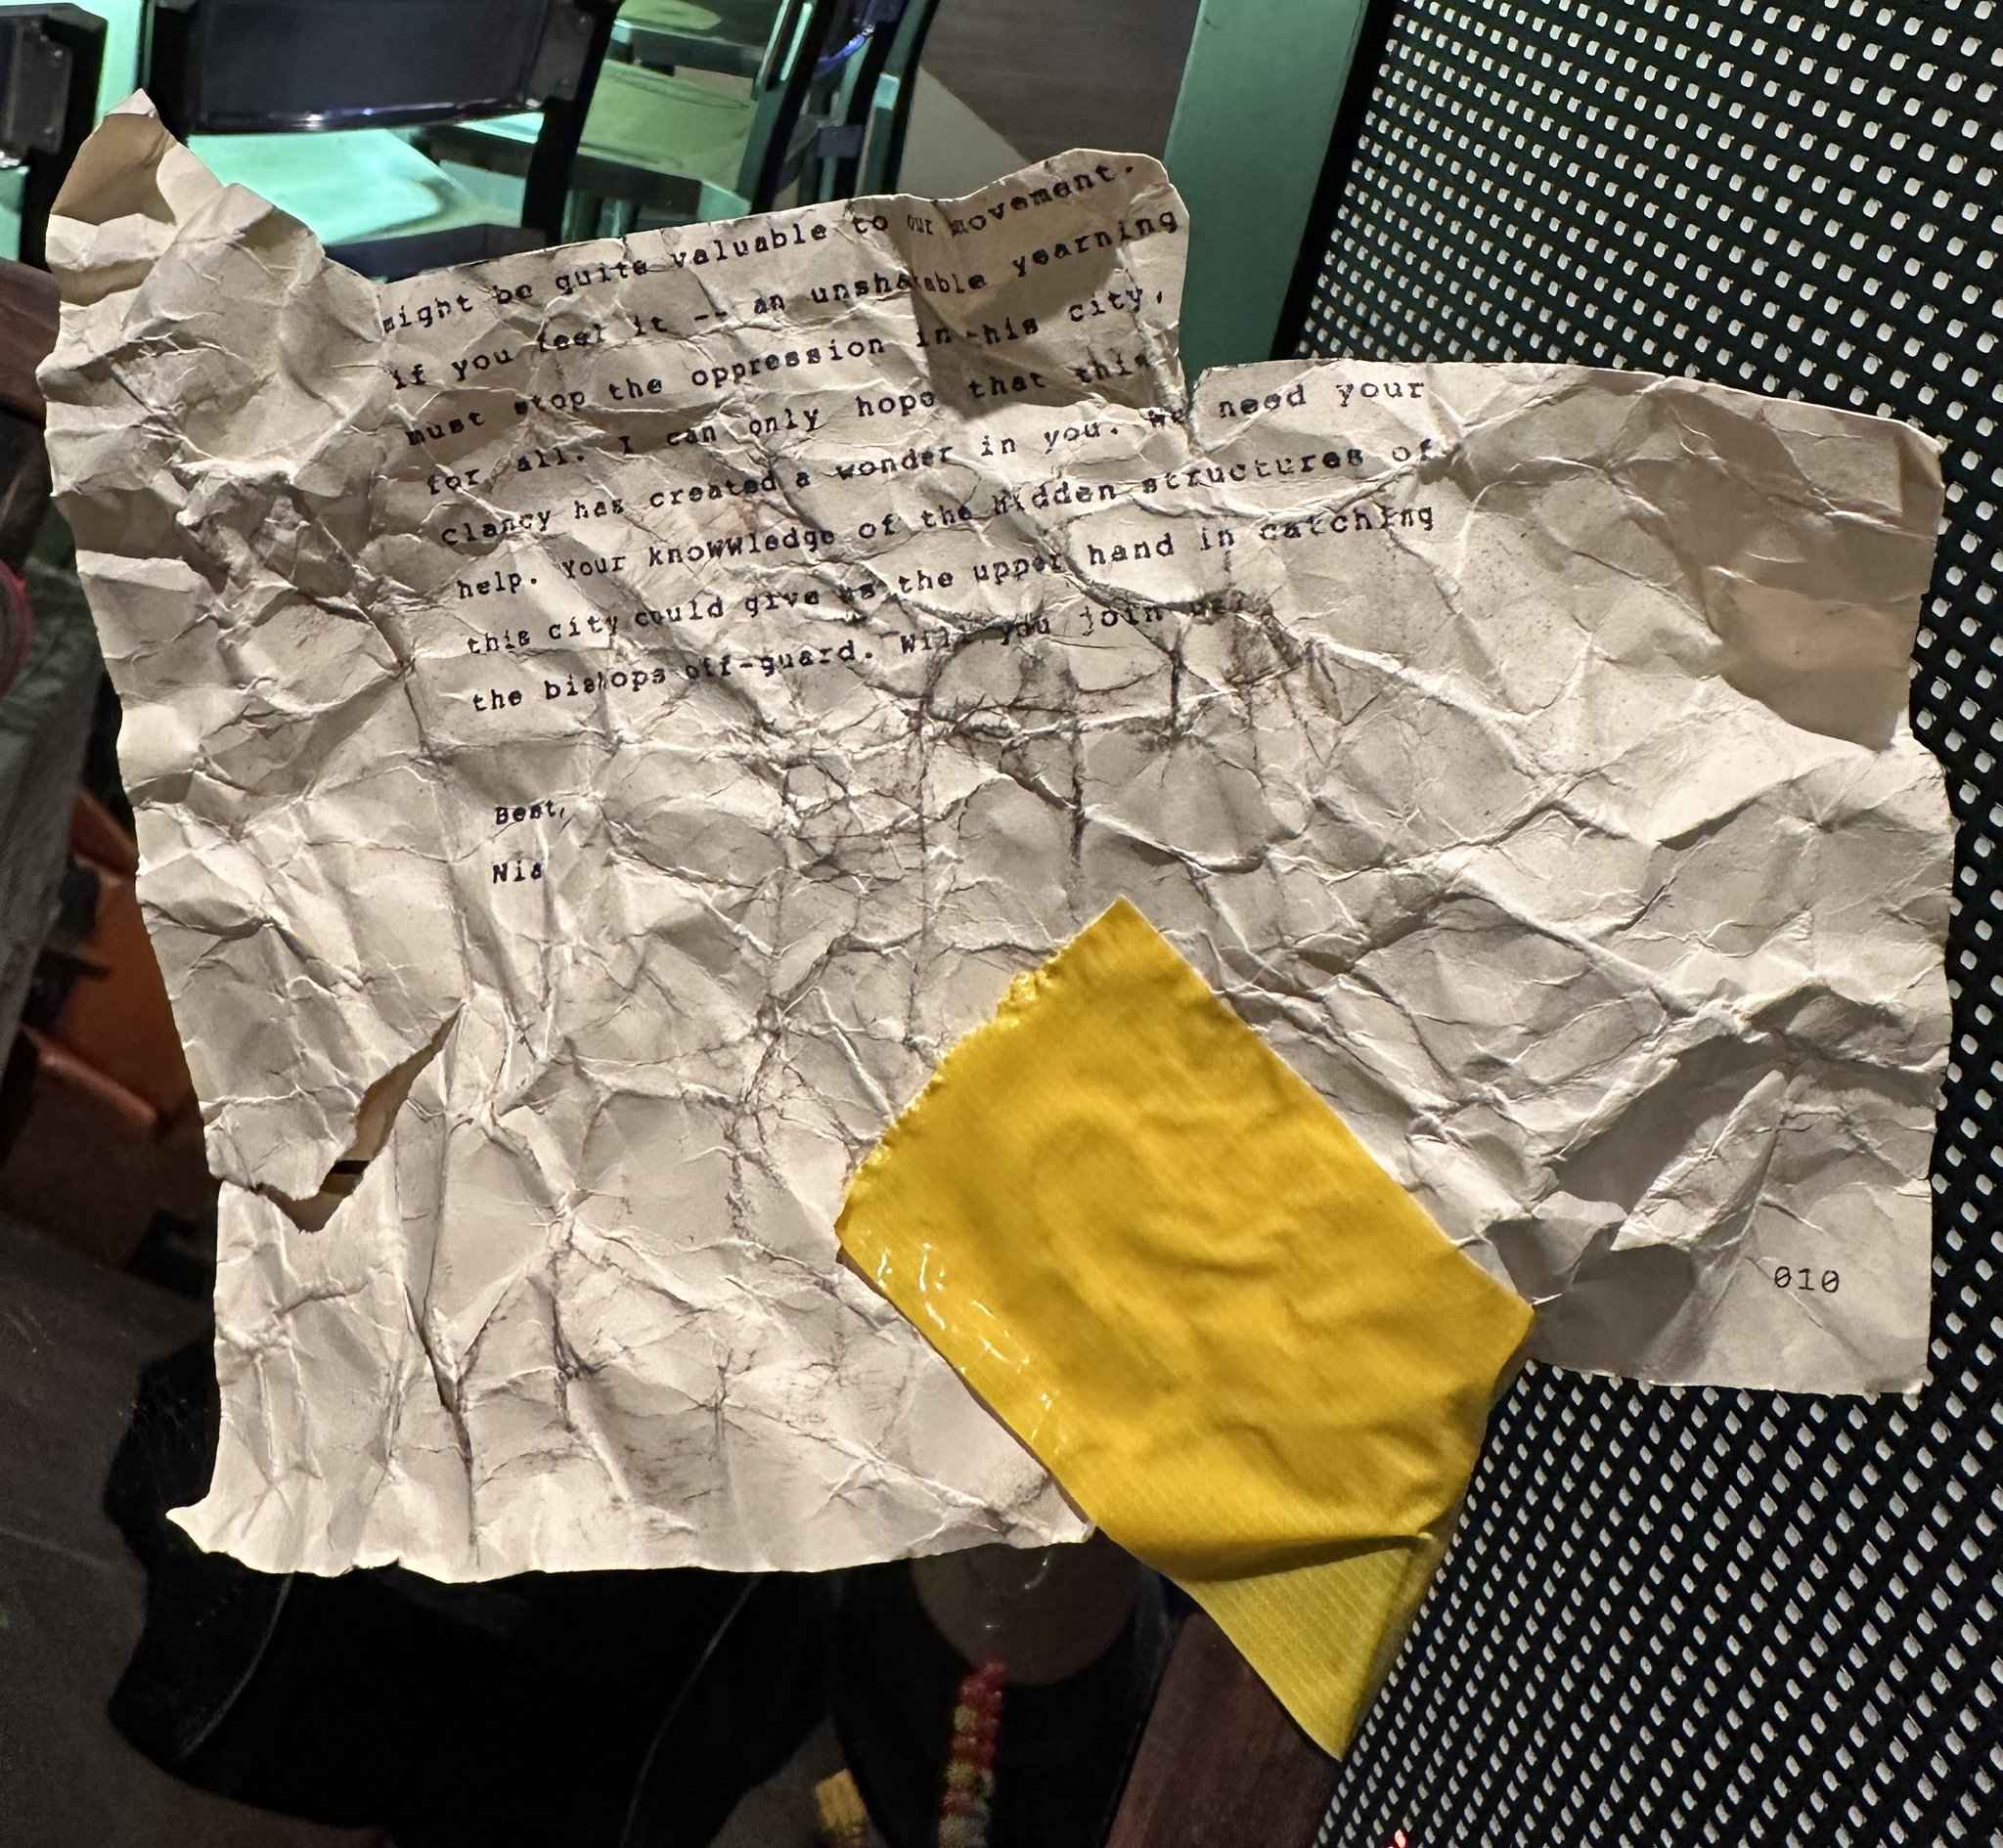 might be quite valuable to our movement.
if you feel it -- an unshakable yearning
must stop the oppression in this city,
for all. I can only hope that this
clancy has created a wonder in you. We need your
help. Your knowwledge of the hidden structures of
this city could give us the upper hand in catching
the bishops off-guard. Will you join us?
Best,
Nia
010